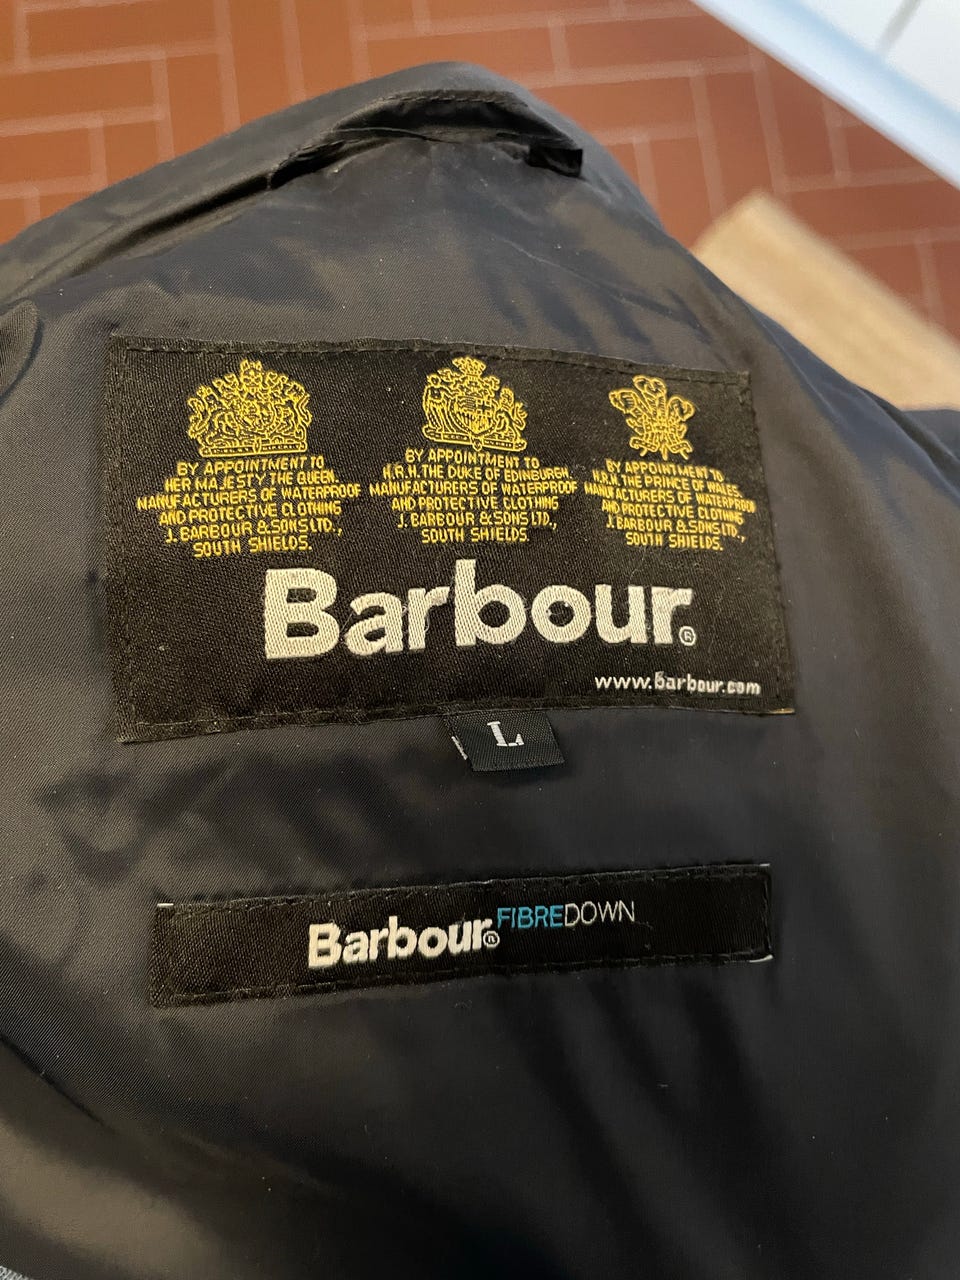 BY APPOINTMENT TO
HER MAJESTY THE QUEEN.
MANUFACTURERS OF WATERPROOF
AND PROTECTIVE CLOTHING
J. BARBOUR & SONS LTD.,
SOUTH SHIELDS.
BY APPOINTMENT TO
H.R.H. THE DUKE OF EDINBURGH.
MANUFACTURERS OF WATERPROOF
AND PROTECTIVE CLOTHING
J. BARBOUR & SONS LTD.,
SOUTH SHIELDS.
BY APPOINTMENT TO
H.R.H. THE PRINCE OF WALES.
MANUFACTURERS OF WATERPROOF
AND PROTECTIVE CLOTHING
J. BARBOUR & SONS LTD.,
SOUTH SHIELDS.
Barbour®
www.Barbour.com
L
Barbour® FIBREDOWN